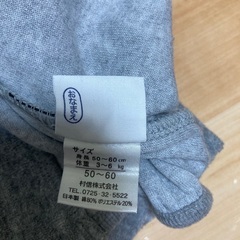 おなまえ
サイズ
身長 50〜60cm
体重 3〜6 kg
50〜60
村信株式会社
TEL 0725-32-5522
日本製 綿80% ポリエステル20%